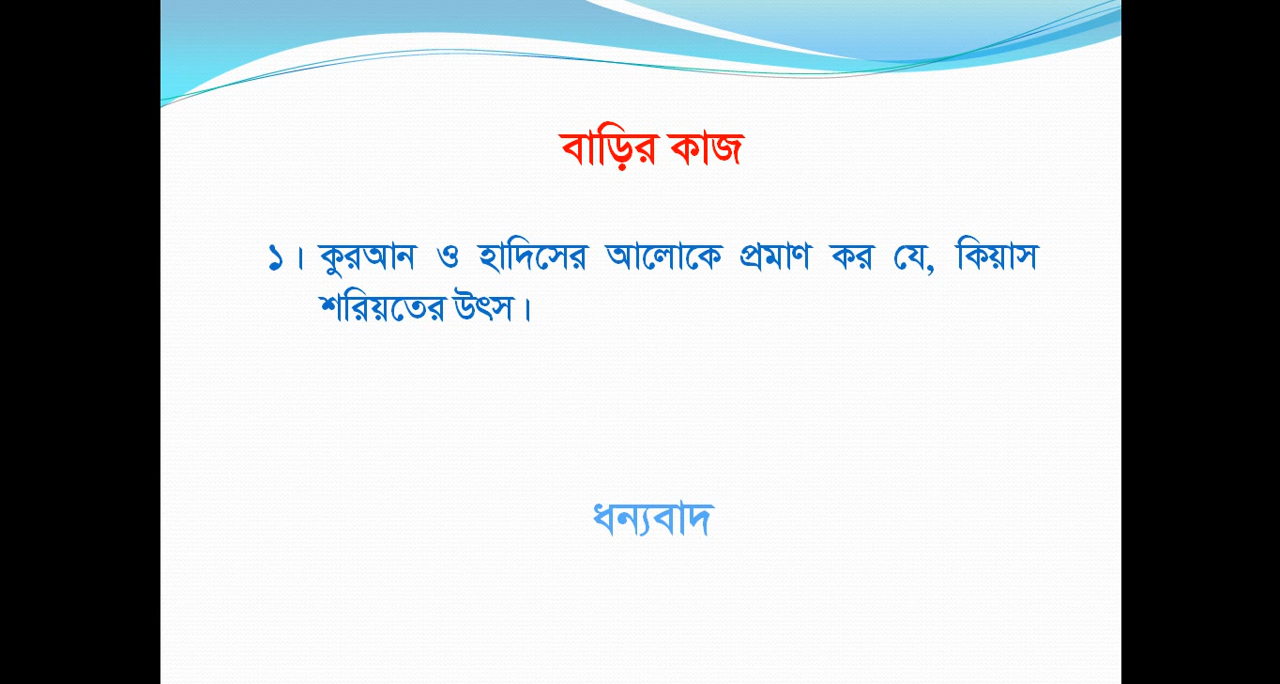 বাড়ির কাজ
১। কুরআন ও হাদিসের আলোকে প্রমাণ কর যে, কিয়াস
শরিয়তের উৎস।
ধন্যবাদ